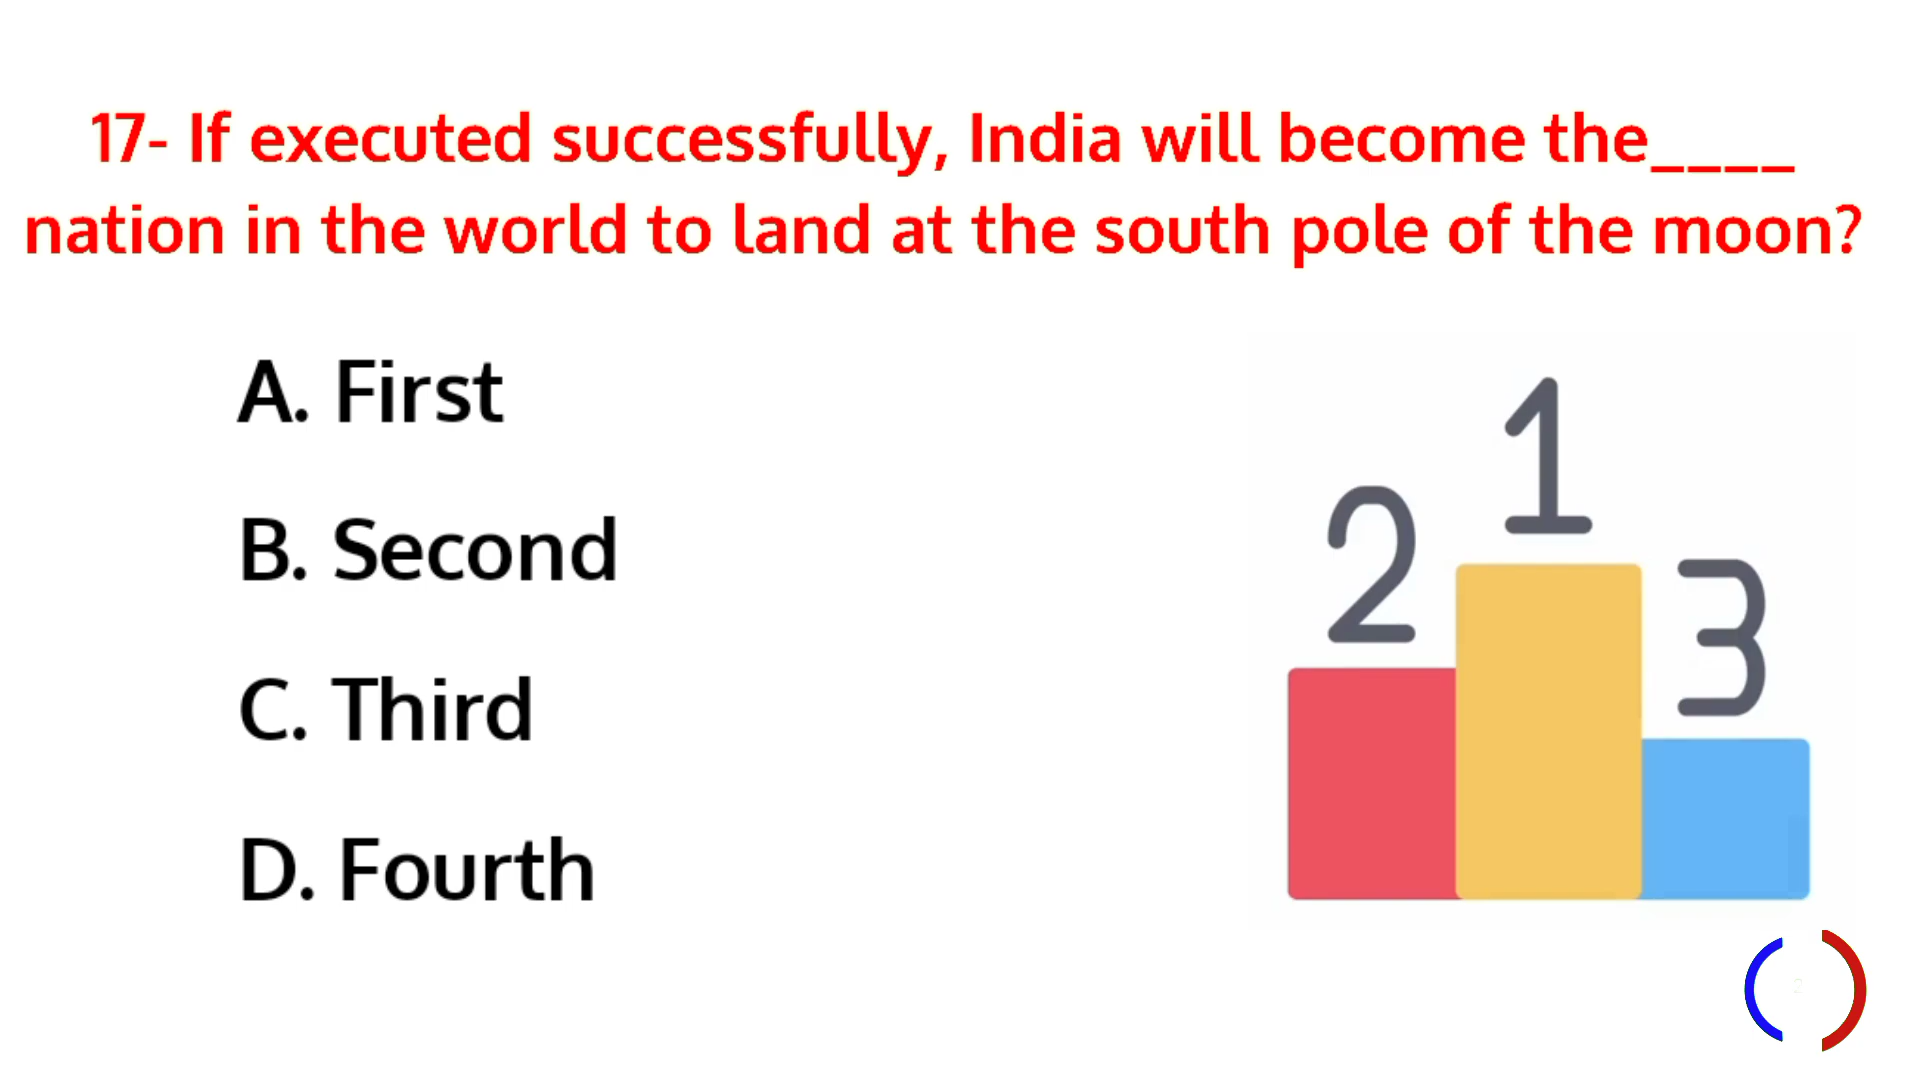 17- If executed successfully, India will become the____
nation in the world to land at the south pole of the moon?
A. First
B. Second
C. Third
D. Fourth
1
2
3
2